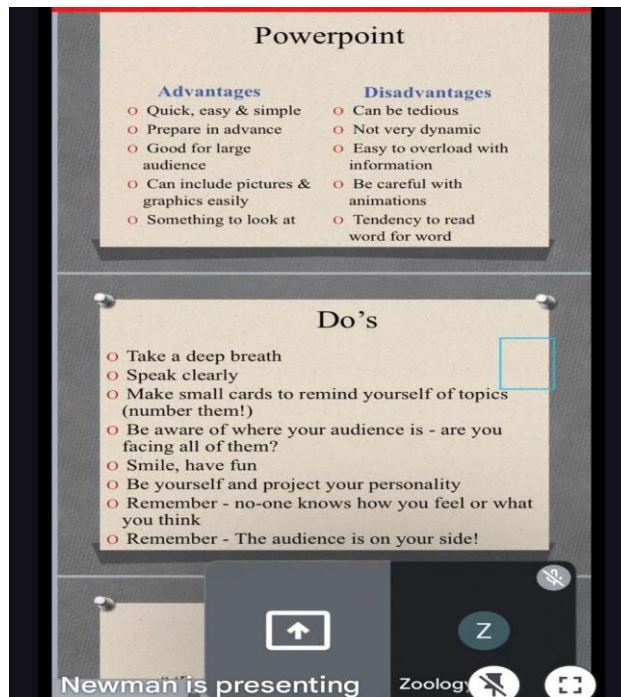 Powerpoint
Advantages
O Quick, easy & simple
O Prepare in advance
O Good for large
audience
O Can include pictures &
graphics easily
O Something to look at
Disadvantages
O Can be tedious
O Not very dynamic
O Easy to overload with
information
O Be careful with
animations
O Tendency to read
word for word
Do's
O Take a deep breath
O Speak clearly
O Make small cards to remind yourself of topics
(number them!)
O Be aware of where your audience is - are you
facing all of them?
O Smile, have fun
O Be yourself and project your personality
O Remember - no-one knows how you feel or what
you think
O Remember - The audience is on your side!
Z
Newman is presenting
Zoology